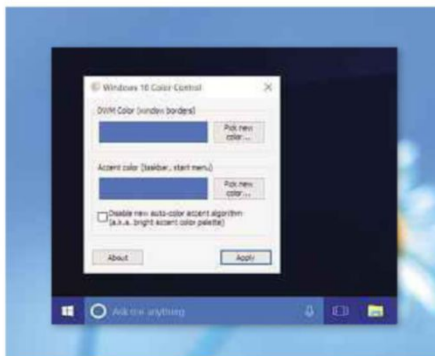 Windows 10 Color Control
DWM Color (window borders)
Pick new
color...
Accent color (taskbar, start menu)
Pick new
color...
Disable new auto-color accent algorithm
(a.k.a. bright accent color palette)
About
Apply
Ask me anything